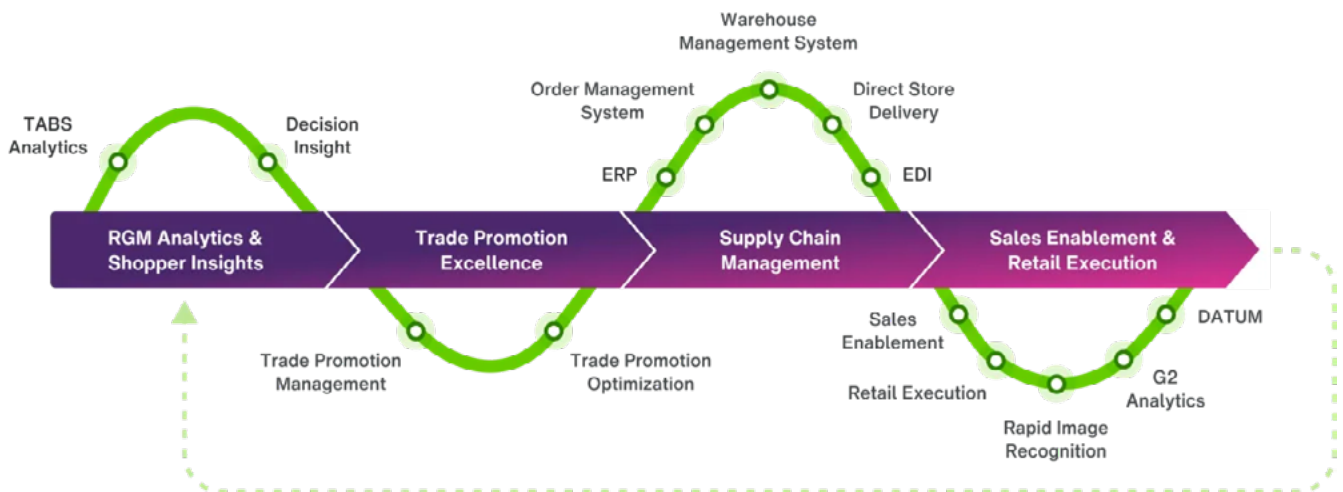 Warehouse
Management System
Order Management
System
Direct Store
Delivery
TABS
Analytics
Decision
Insight
ERP
EDI
RGM Analytics &
Shopper Insights
Trade Promotion
Excellence
Supply Chain
Management
Sales Enablement &
Retail Execution
Trade Promotion
Management
Trade Promotion
Optimization
Sales
Enablement
DATUM
Retail Execution
G2
Analytics
Rapid Image
Recognition